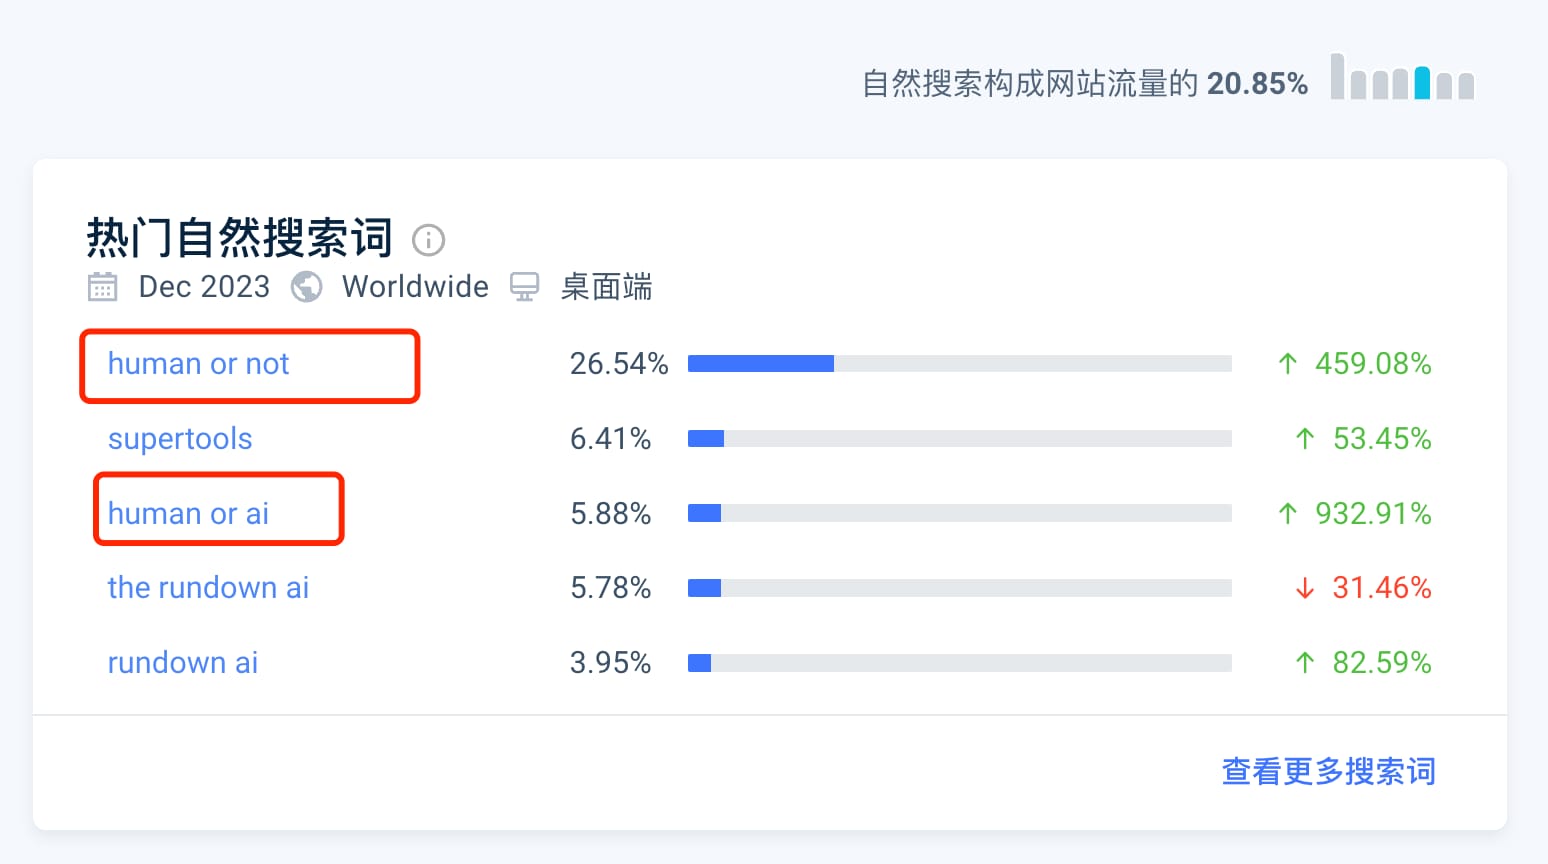 自然搜索构成网站流量的 20.85%
热门自然搜索词
Dec 2023 Worldwide 桌面端
human or not 26.54% ↑ 459.08%
supertools 6.41% ↑ 53.45%
human or ai 5.88% ↑ 932.91%
the rundown ai 5.78% ↓ 31.46%
rundown ai 3.95% ↑ 82.59%
查看更多搜索词